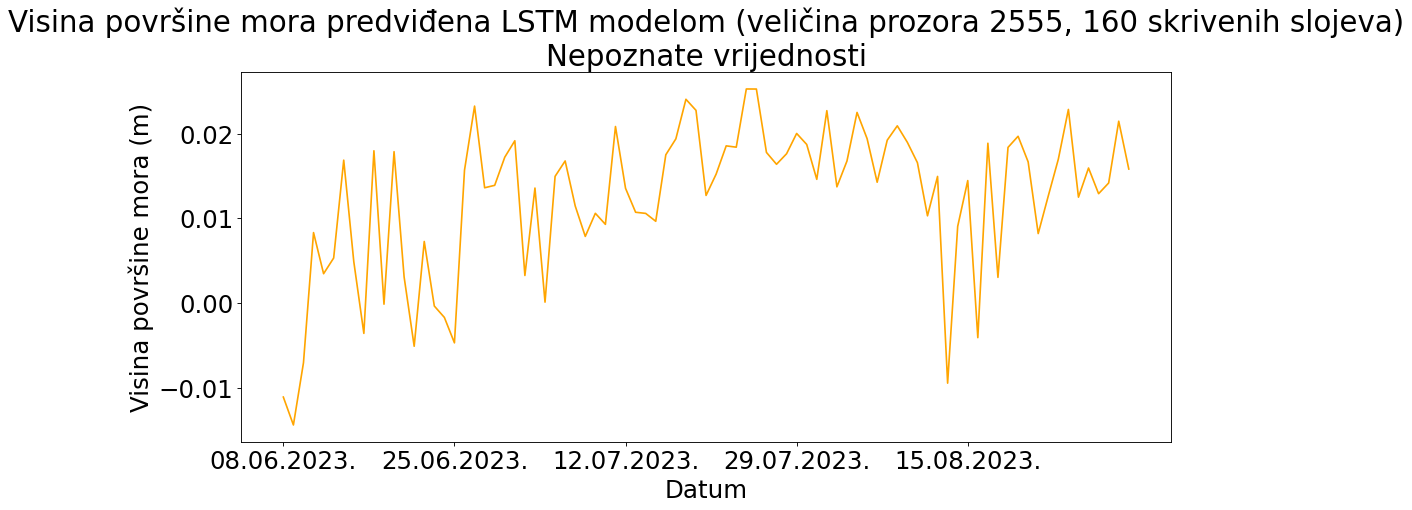 Visina površine mora predviđena LSTM modelom (veličina prozora 2555, 160 skrivenih slojeva)
Nepoznate vrijednosti
Visina površine mora (m)
0.02
0.01
0.00
−0.01
08.06.2023. 25.06.2023. 12.07.2023. 29.07.2023. 15.08.2023.
Datum